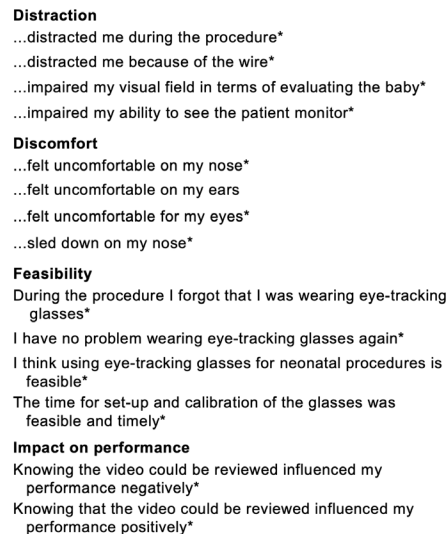 Distraction
...distracted me during the procedure*
...distracted me because of the wire*
...impaired my visual field in terms of evaluating the baby*
...impaired my ability to see the patient monitor*
Discomfort
...felt uncomfortable on my nose*
...felt uncomfortable on my ears
...felt uncomfortable for my eyes*
...sled down on my nose*
Feasibility
During the procedure I forgot that I was wearing eye-tracking
glasses*
I have no problem wearing eye-tracking glasses again*
I think using eye-tracking glasses for neonatal procedures is
feasible*
The time for set-up and calibration of the glasses was
feasible and timely*
Impact on performance
Knowing the video could be reviewed influenced my
performance negatively*
Knowing that the video could be reviewed influenced my
performance positively*